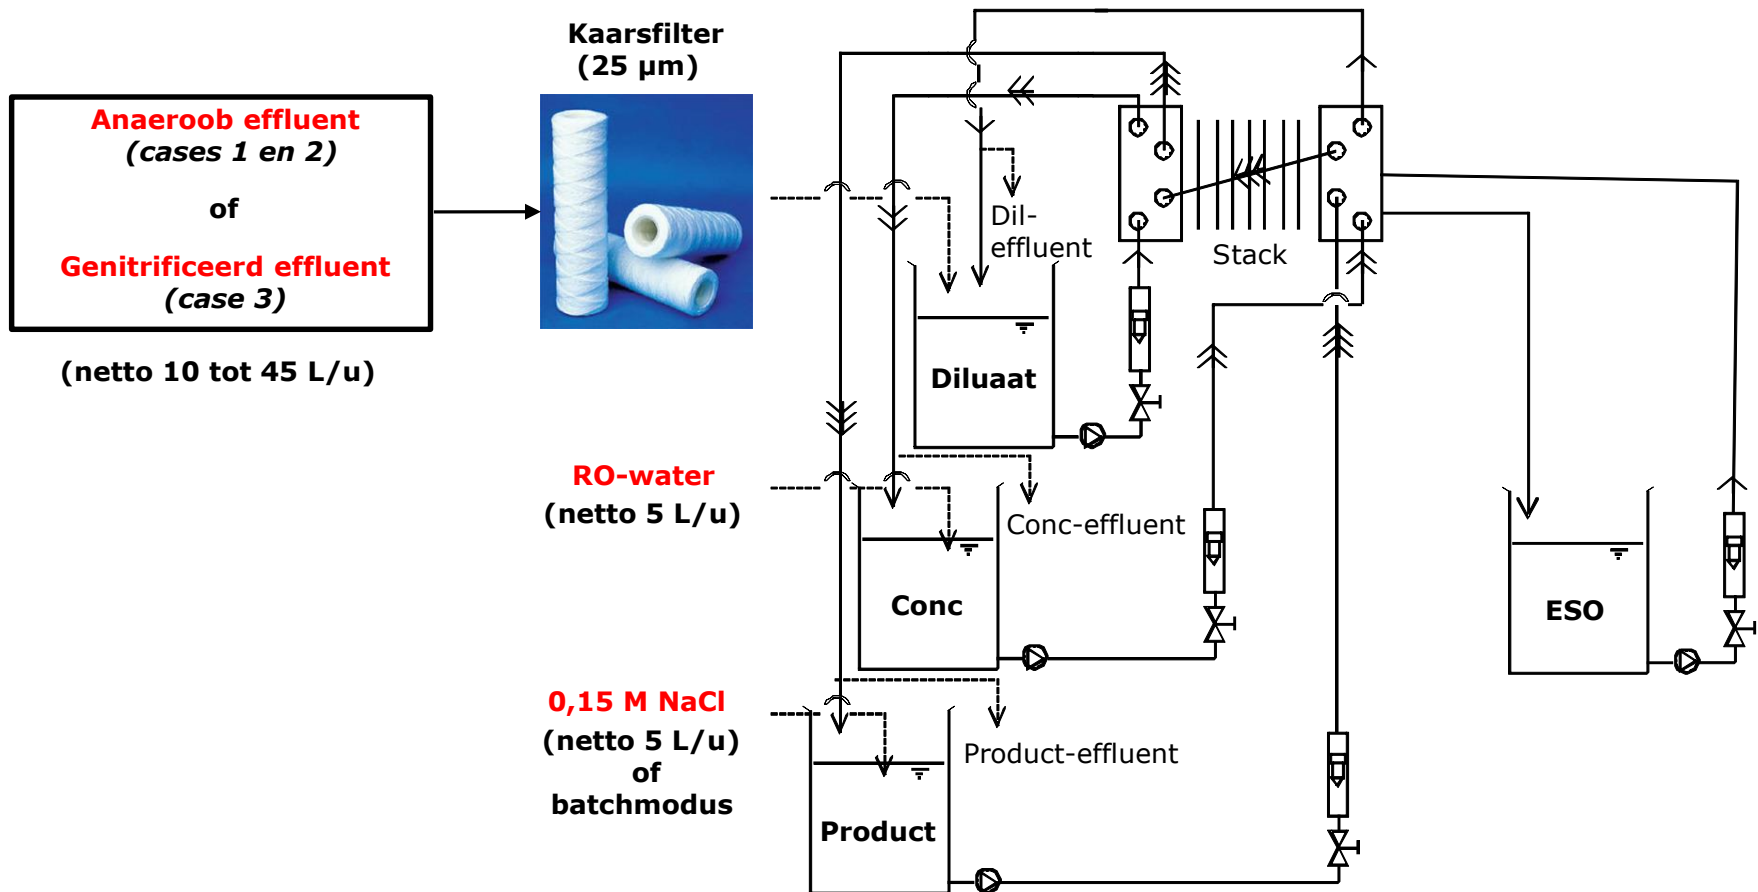 Kaarsfilter
(25 µm)
Anaeroob effluent
(cases 1 en 2)
of
Genitrificeerd effluent
(case 3)
(netto 10 tot 45 L/u)
Dil-
effluent
Stack
Diluaat
RO-water
(netto 5 L/u)
Conc-effluent
Conc
ESO
0,15 M NaCl
(netto 5 L/u)
of
batchmodus
Product-effluent
Product